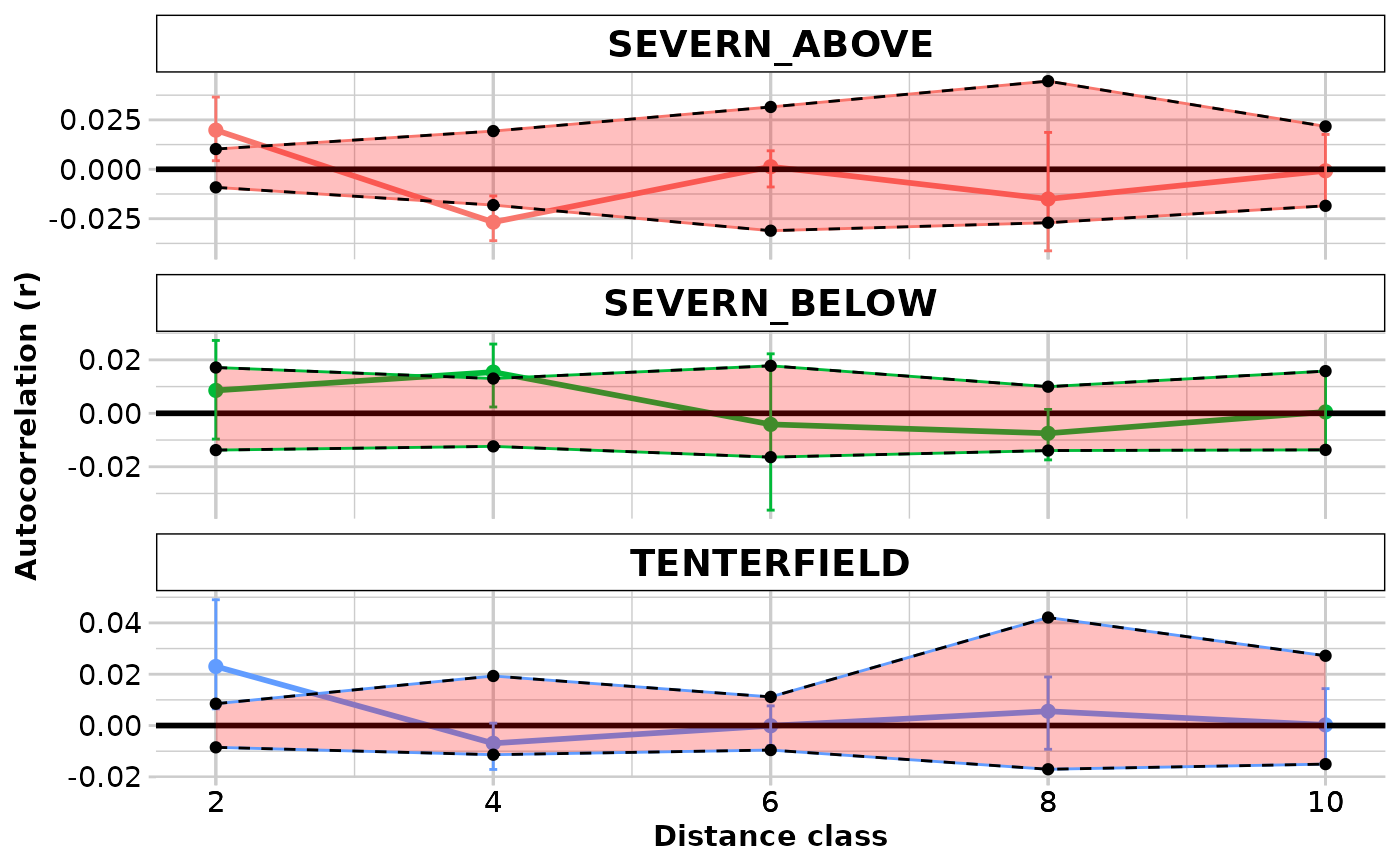 SEVERN_ABOVE
0.025
0.000
-0.025
SEVERN_BELOW
0.02
0.00
-0.02
TENTERFIELD
0.04
0.02
0.00
-0.02
2 4 6 8 10
Distance class
Autocorrelation (r)